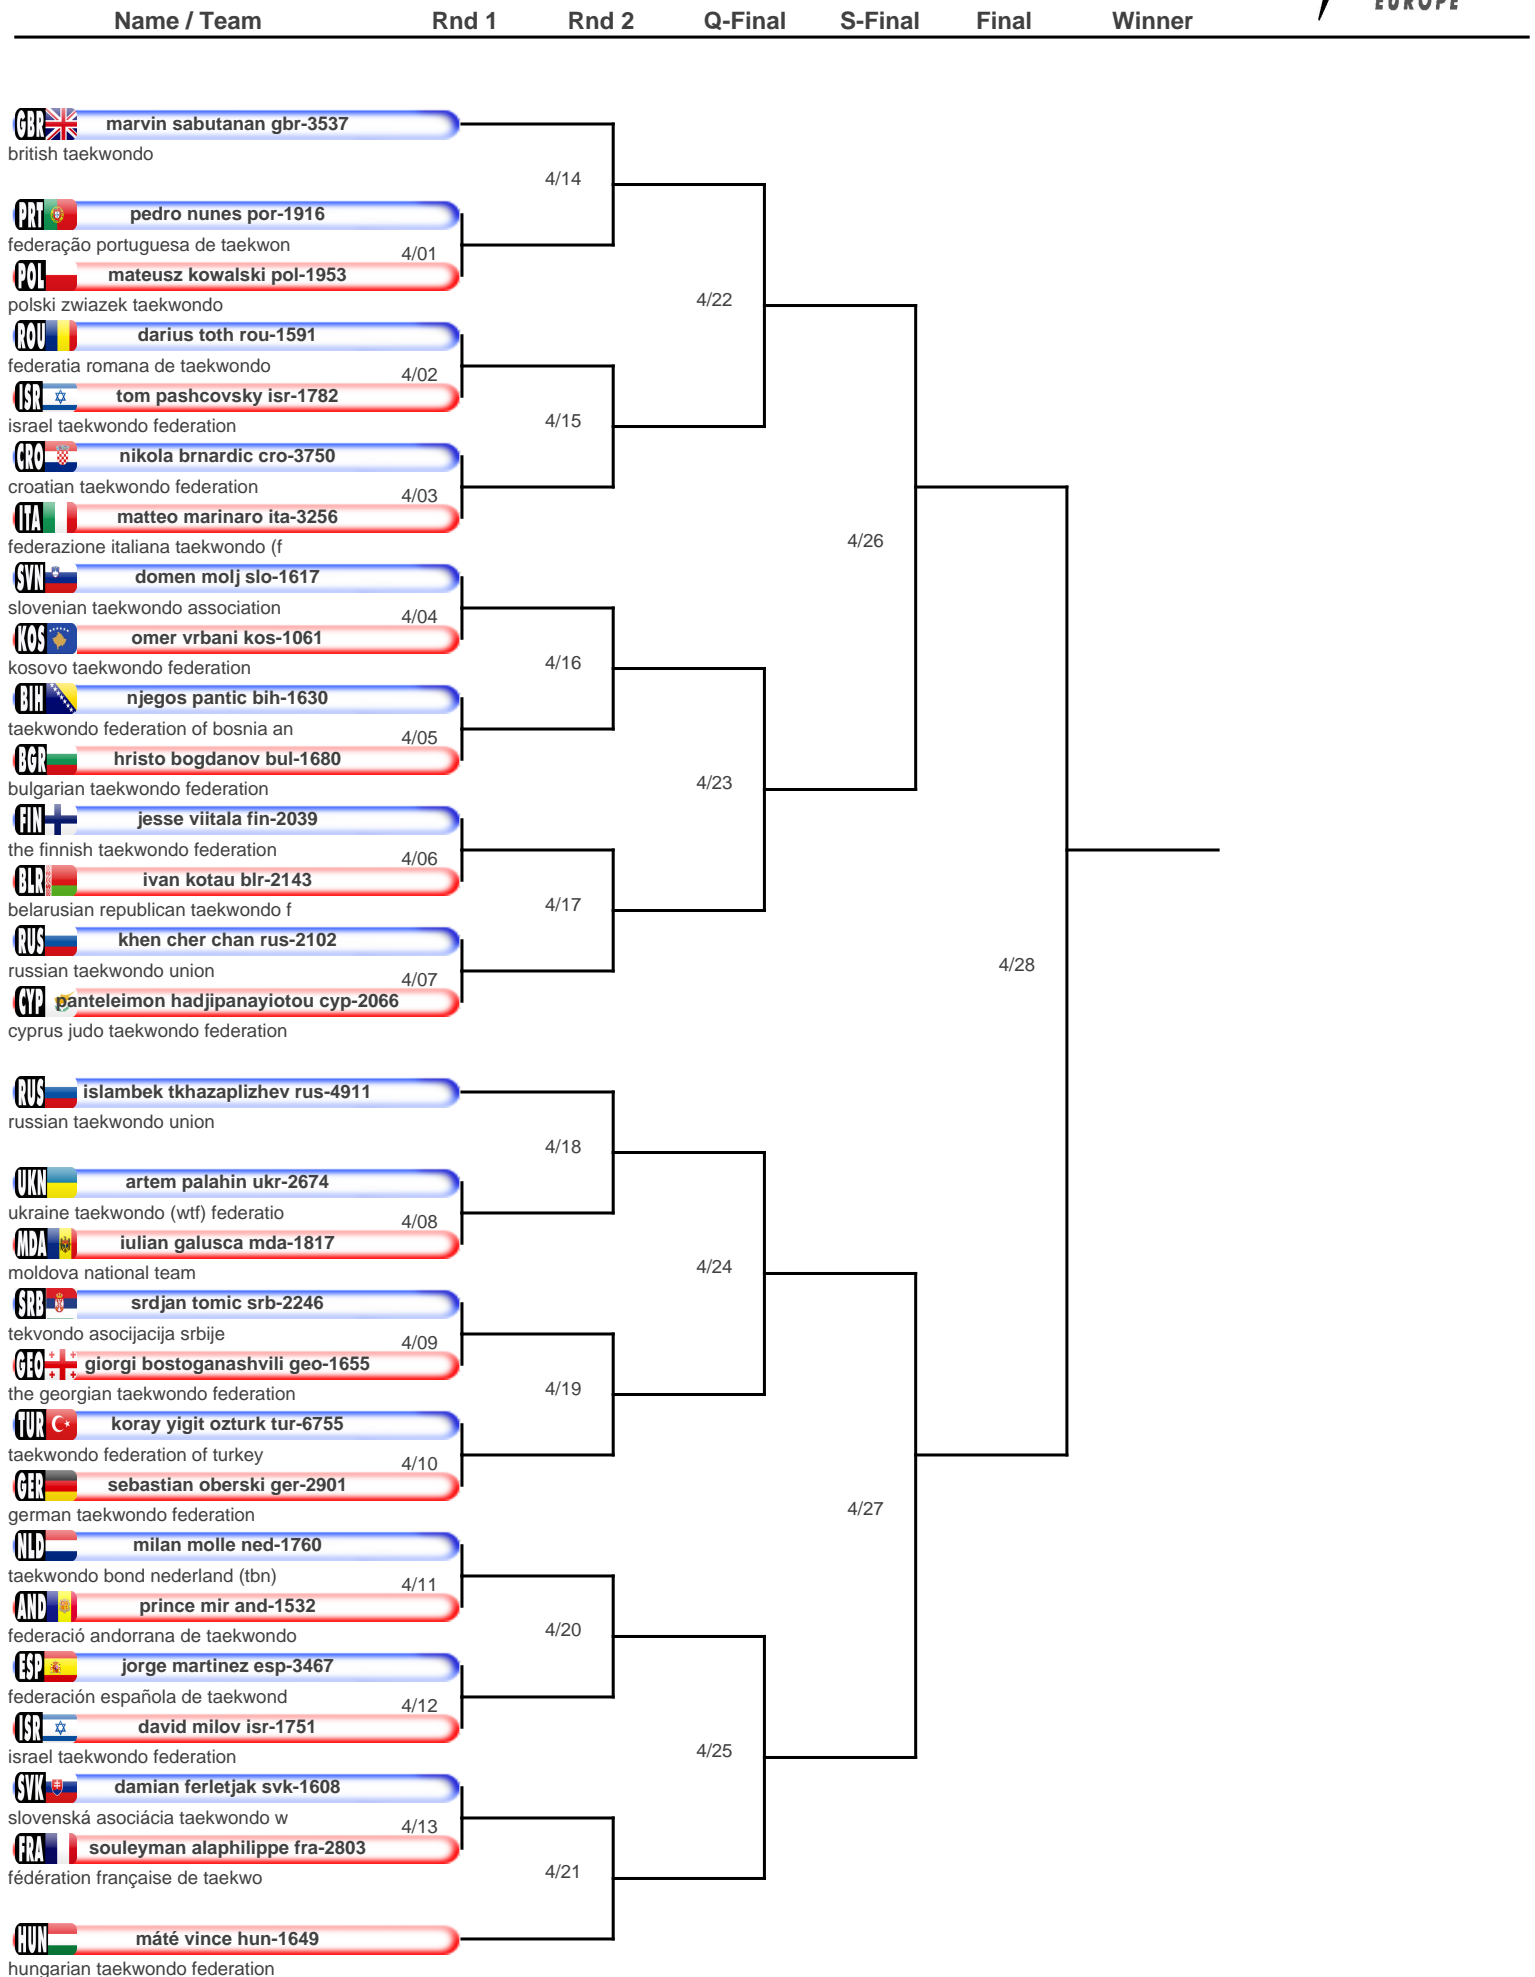 EUROPE
Name / Team Rnd 1 Rnd 2 Q-Final S-Final Final Winner
GBR marvin sabutanan gbr-3537
british taekwondo
4/14
PRT pedro nunes por-1916
federação portuguesa de taekwon
4/01
POL mateusz kowalski pol-1953
polski zwiazek taekwondo
4/22
ROU darius toth rou-1591
federatia romana de taekwondo
4/02
ISR tom pashcovsky isr-1782
israel taekwondo federation
4/15
CRO nikola brnardic cro-3750
croatian taekwondo federation
4/03
ITA matteo marinaro ita-3256
federazione italiana taekwondo (f
4/26
SVN domen molj slo-1617
slovenian taekwondo association
4/04
KOS omer vrbani kos-1061
kosovo taekwondo federation
4/16
BIH njegos pantic bih-1630
taekwondo federation of bosnia an
4/05
BGR hristo bogdanov bul-1680
bulgarian taekwondo federation
4/23
FIN jesse viitala fin-2039
the finnish taekwondo federation
4/06
BLR ivan kotau blr-2143
belarusian republican taekwondo f
4/17
RUS khen cher chan rus-2102
russian taekwondo union
4/07
4/28
CYP panteleimon hadjipanayiotou cyp-2066
cyprus judo taekwondo federation
RUS islambek tkhazaplizhev rus-4911
russian taekwondo union
4/18
UKN artem palahin ukr-2674
ukraine taekwondo (wtf) federatio
4/08
MDA iulian galusca mda-1817
moldova national team
4/24
SRB srdjan tomic srb-2246
tekvondo asocijacija srbije
4/09
GEO giorgi bostoganashvili geo-1655
the georgian taekwondo federation
4/19
TUR koray yigit ozturk tur-6755
taekwondo federation of turkey
4/10
GER sebastian oberski ger-2901
german taekwondo federation
4/27
NLD milan molle ned-1760
taekwondo bond nederland (tbn)
4/11
AND prince mir and-1532
federació andorrana de taekwondo
4/20
ESP jorge martinez esp-3467
federación española de taekwond
4/12
ISR david milov isr-1751
israel taekwondo federation
4/25
SVK damian ferletjak svk-1608
slovenská asociácia taekwondo w
4/13
FRA souleyman alaphilippe fra-2803
fédération française de taekwo
4/21
HUN máté vince hun-1649
hungarian taekwondo federation